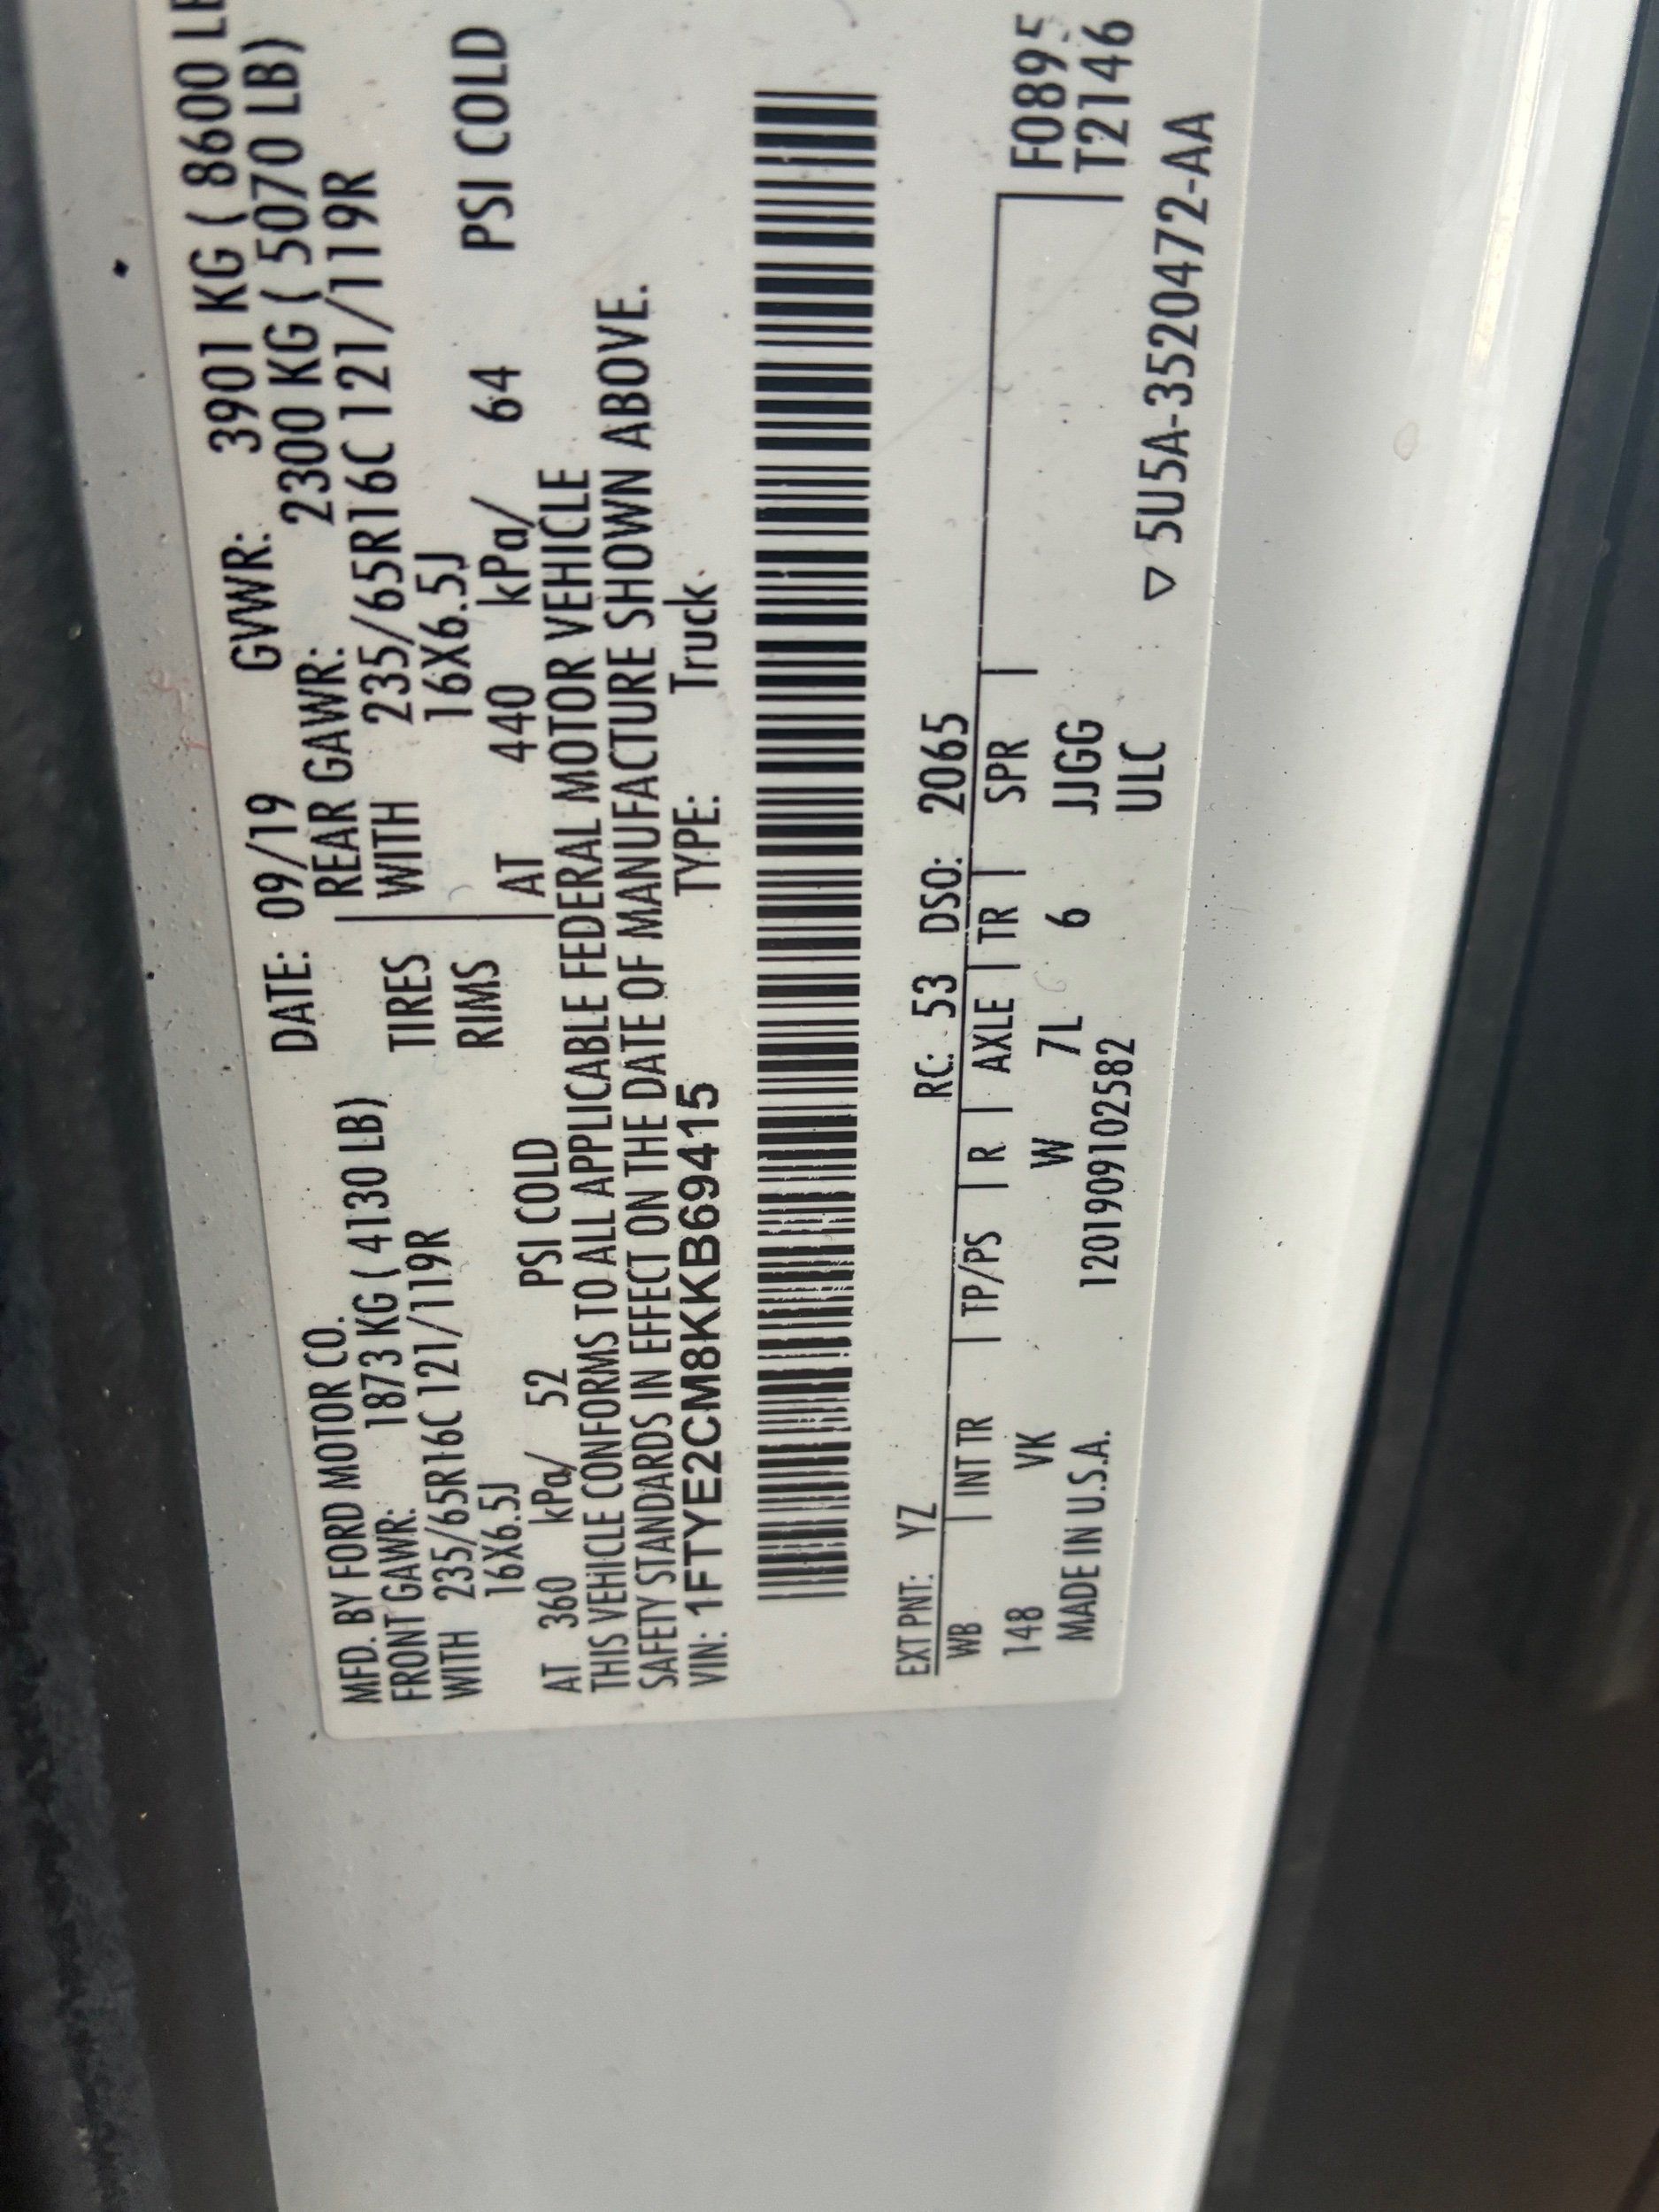 MFD. BY FORD MOTOR CO. DATE: 09/19 GVWR: 3901 KG ( 8600 LB
FRONT GAWR: 1873 KG ( 4130 LB) REAR GAWR: 2300 KG ( 5070 LB)
WITH 235/65R16C 121/119R TIRES WITH 235/65R16C 121/119R
16X6.5J RIMS 16X6.5J
AT 360 kPa/ 52 PSI COLD AT 440 kPa/ 64 PSI COLD
THIS VEHICLE CONFORMS TO ALL APPLICABLE FEDERAL MOTOR VEHICLE
SAFETY STANDARDS IN EFFECT ON THE DATE OF MANUFACTURE SHOWN ABOVE.
VIN: 1FTYE2CM8KKB69415 TYPE: Truck
EXT PNT: YZ RC: 53 DSO: 2065
WB INT TR TP/PS R AXLE TR SPR F0895
148 VK W 7L 6 JJGG T2146
MADE IN U.S.A. 1201909102582 ULC
▽ 5U5A-3520472-AA